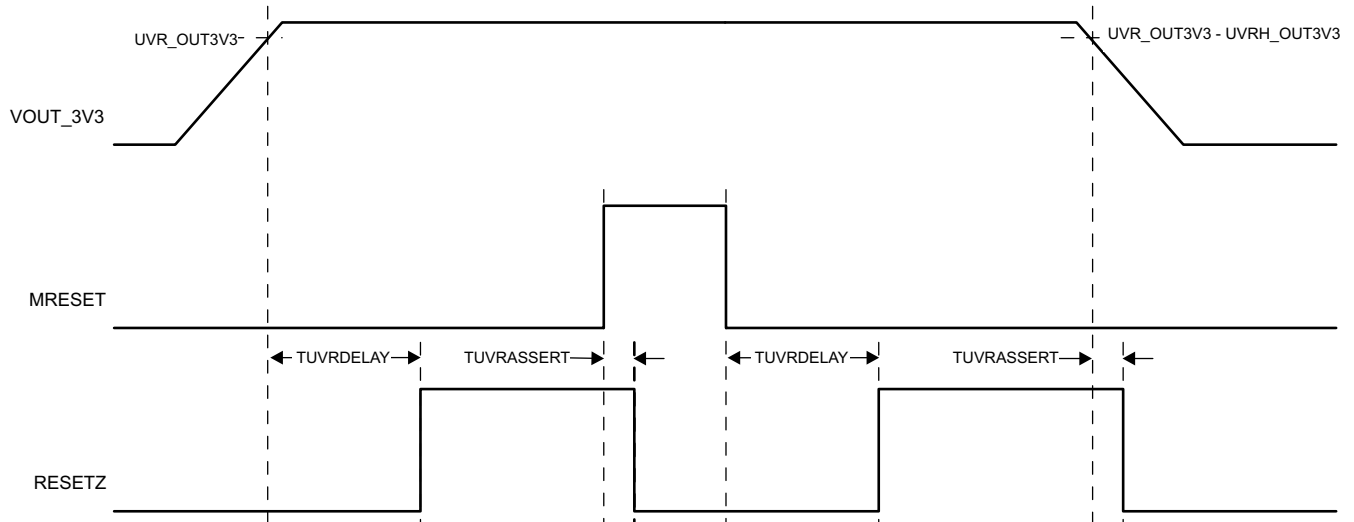 UVR_OUT3V3
UVR_OUT3V3 - UVRH_OUT3V3
VOUT_3V3
MRESET
TUVRDELAY
TUVRASSERT
TUVRDELAY
TUVRASSERT
RESETZ